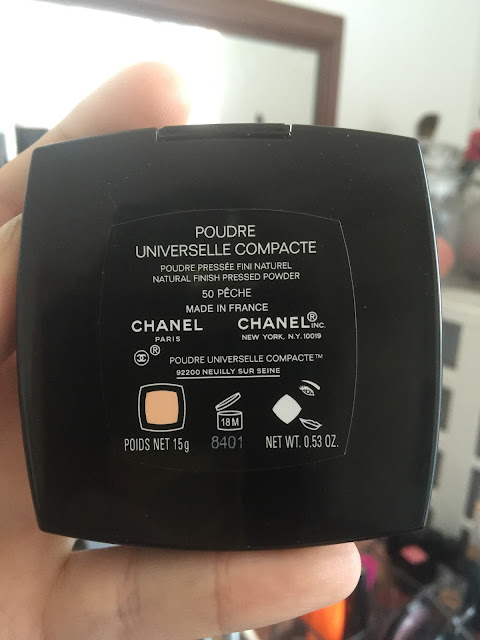 POUDRE
UNIVERSELLE COMPACTE
POUDRE PRESSÉE FINI NATUREL
NATURAL FINISH PRESSED POWDER
50 PÊCHE
MADE IN FRANCE
CHANEL CHANEL® INC.
PARIS NEW YORK, N.Y. 10019
® POUDRE UNIVERSELLE COMPACTE™
92200 NEUILLY SUR SEINE
18 M
POIDS NET 15g 8401 NET WT. 0.53 OZ.